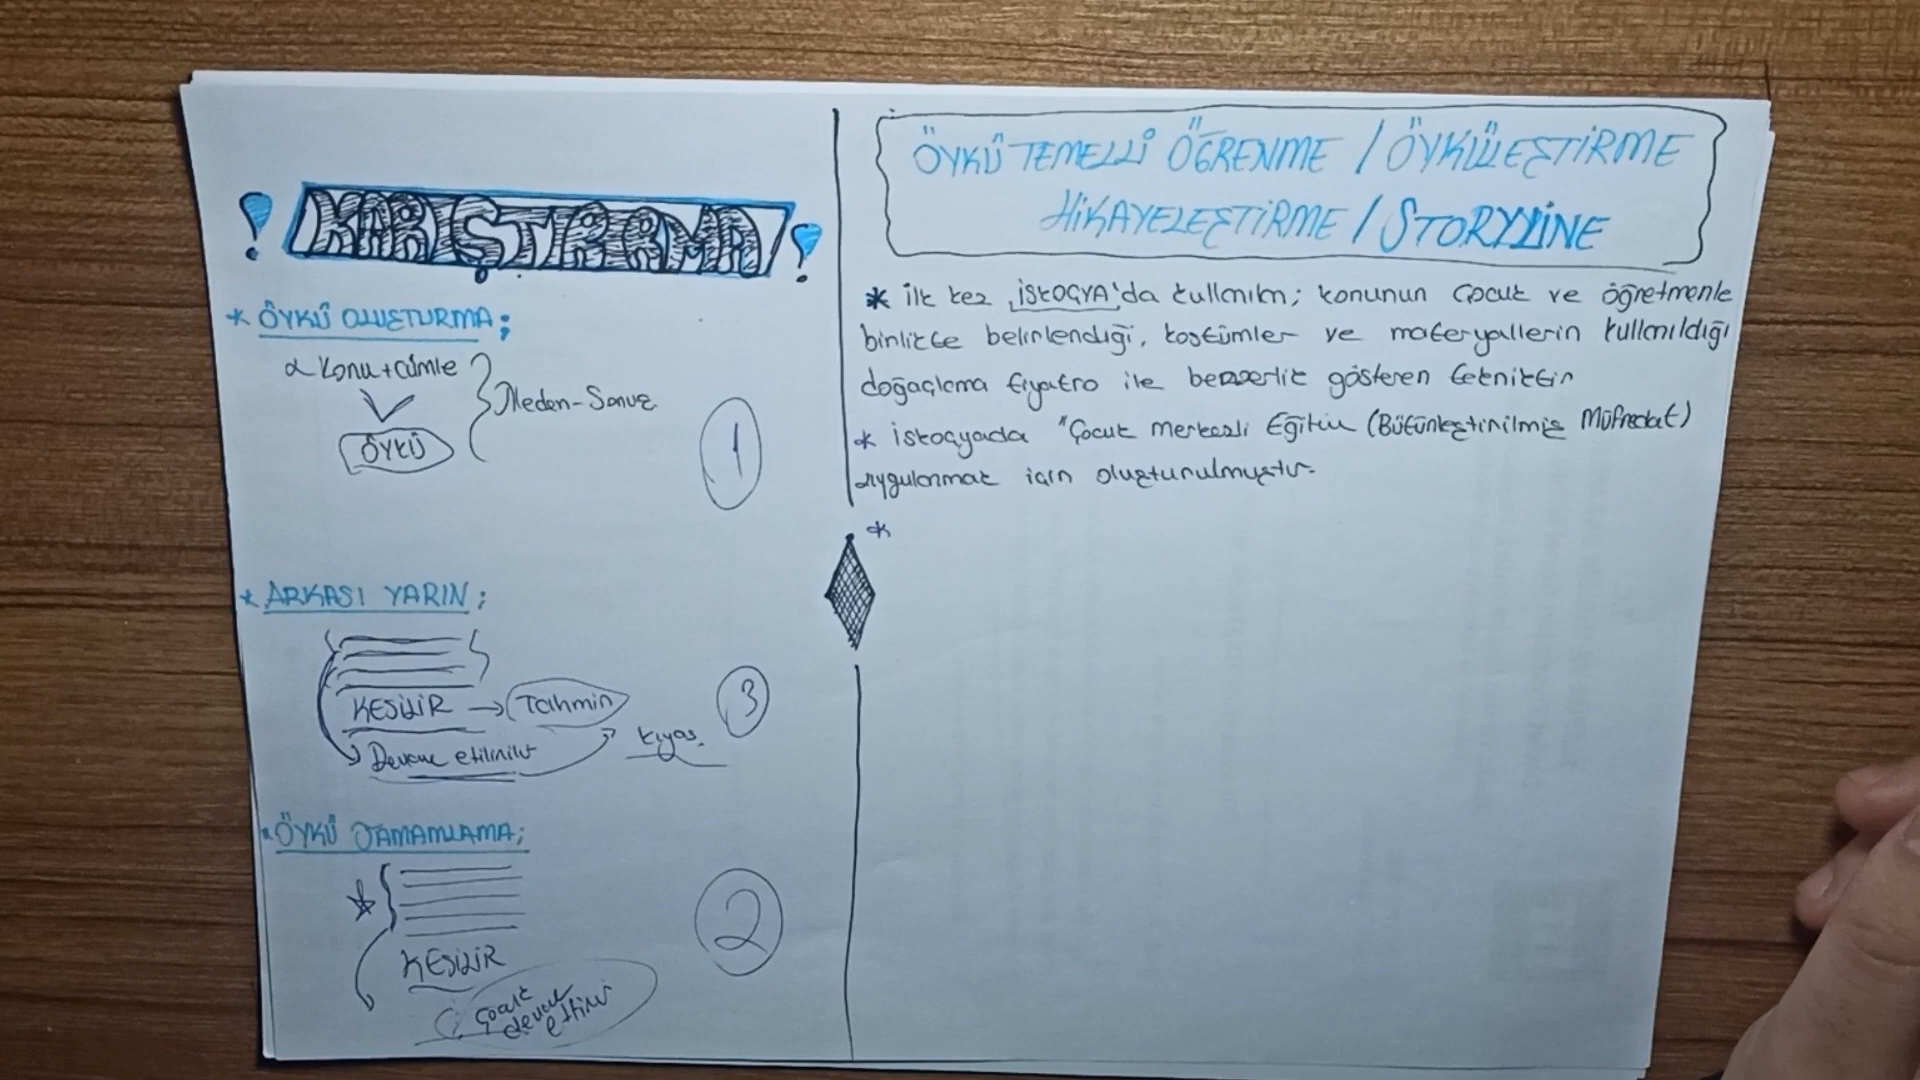 ! KARIŞTIRMA !
* ÖYKÜ OLUŞTURMA;
Konu + cümle
Neden-Sonuç
ÖYKÜ
1
* ARKASI YARIN;
KESİLİR → Tahmin
3
Devam ettirilir
kıyas.
* ÖYKÜ TAMAMLAMA;
KESİLİR
2
Çocuk
devam
ettirir
ÖYKÜ TEMELLİ ÖĞRENME / ÖYKÜLEŞTİRME
HİKAYELEŞTİRME / STORYLİNE
* ilk kez İSKOÇYA'da kullanılan; konunun çocuk ve öğretmenle
birlikte belirlendiği, kostümler ve materyallerin kullanıldığı
doğaçlama tiyatro ile benzerlik gösteren tekniktir
* İskoçyada "Çocuk Merkezli Eğitim (Bütünleştirilmiş Müfredat)
uygulanmak için oluşturulmuştur.
*